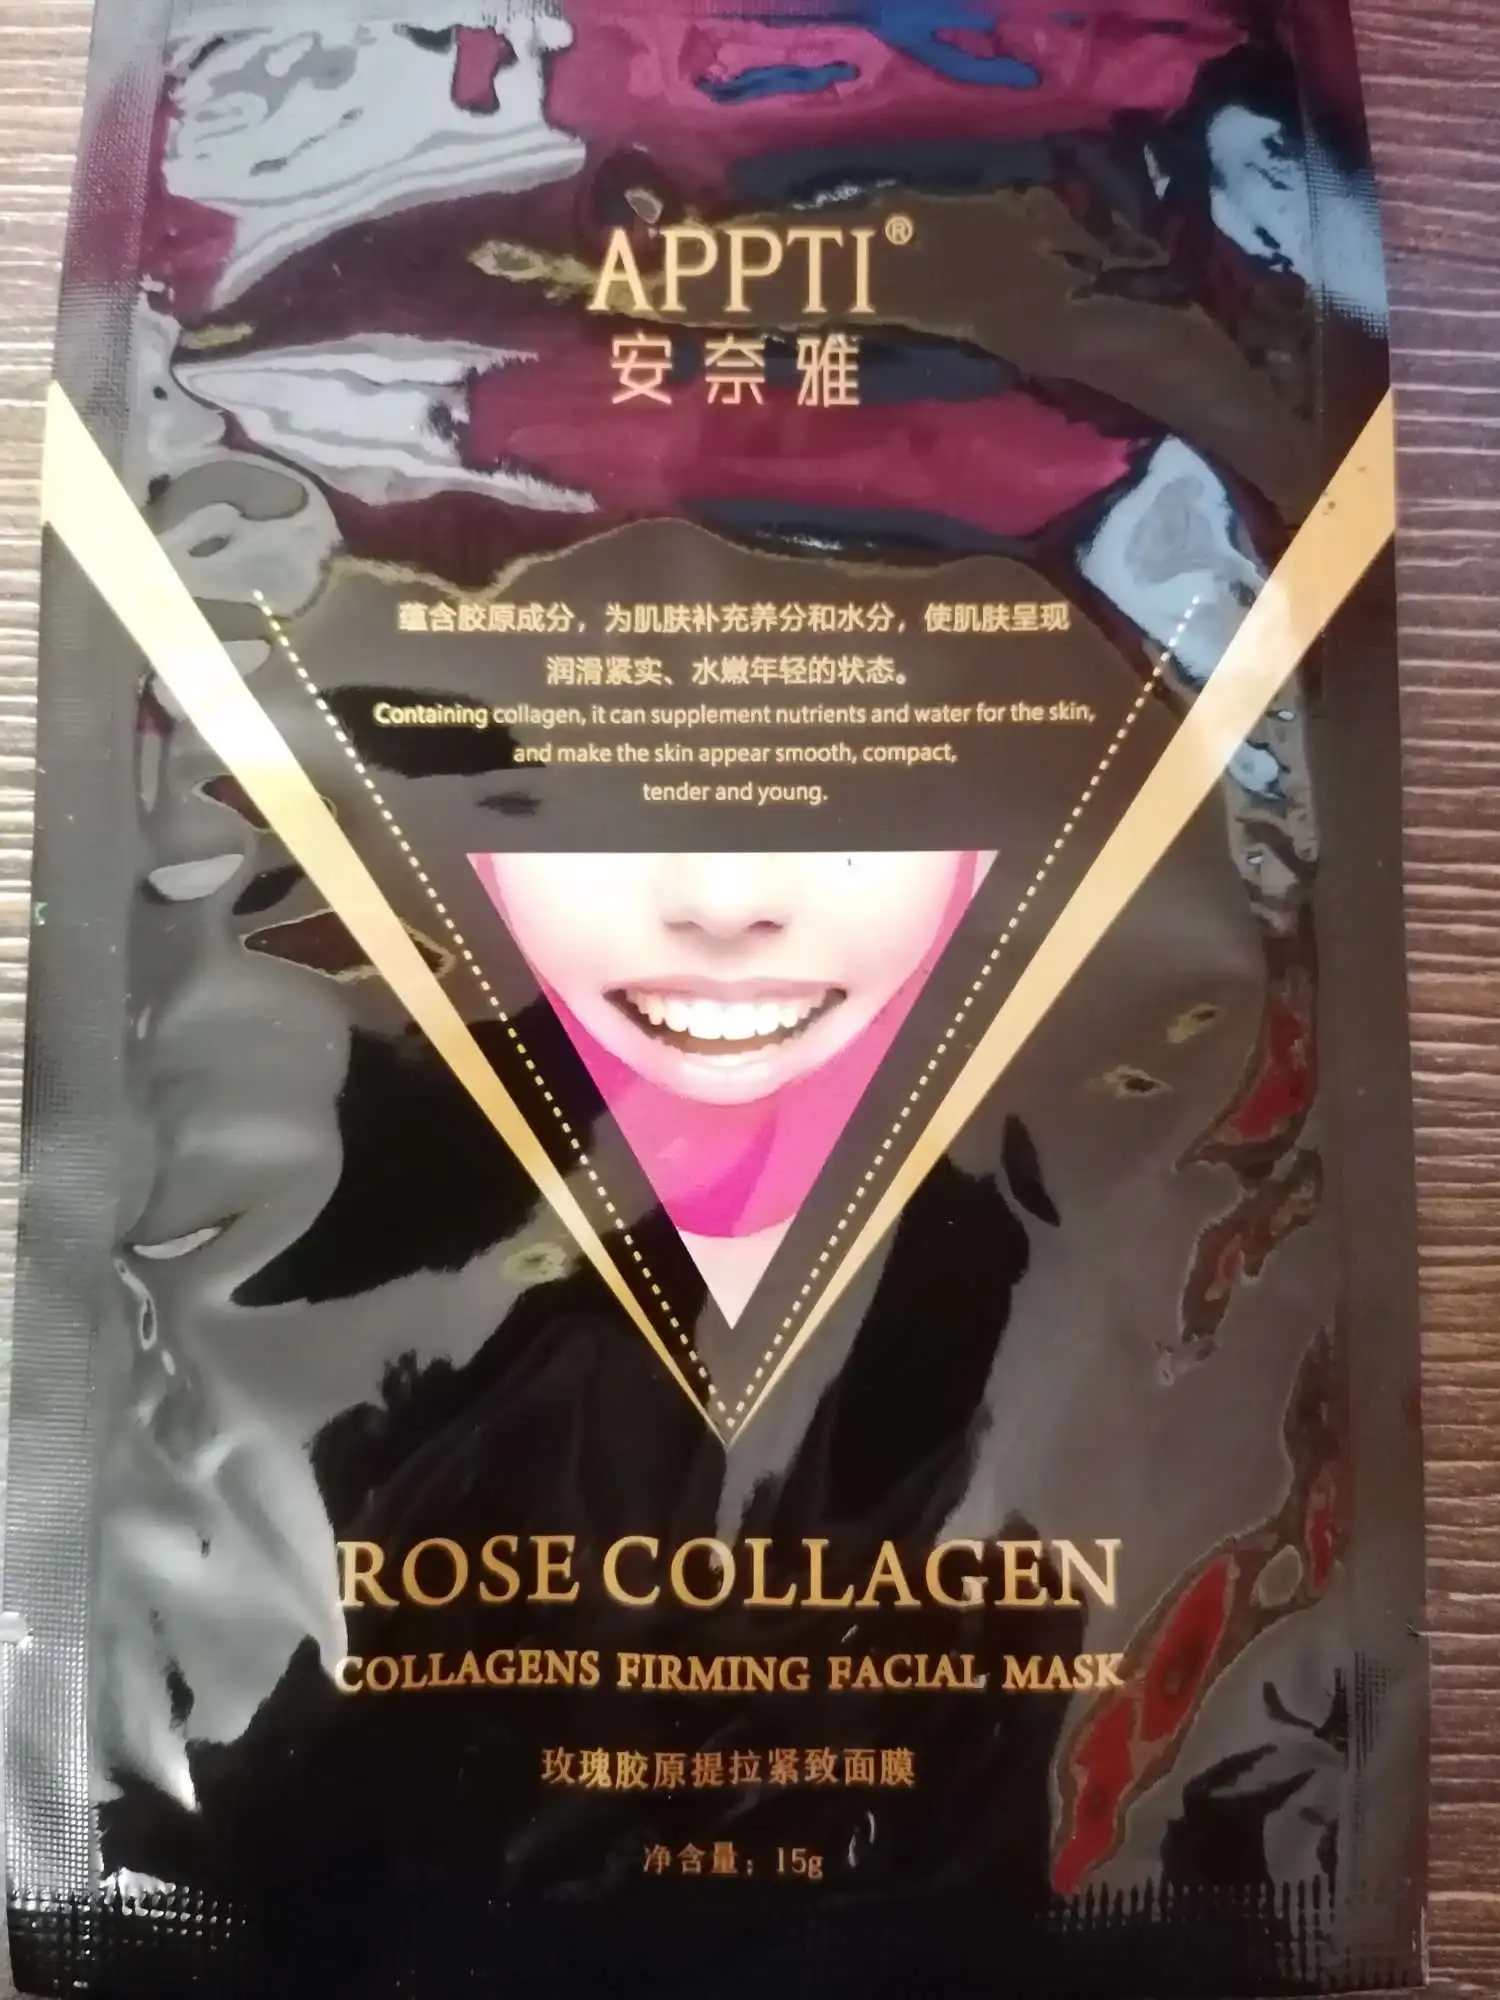 APPTI®
安奈雅
蕴含胶原成分，为肌肤补充养分和水分，使肌肤呈现
润滑紧实、水嫩年轻的状态。
Containing collagen, it can supplement nutrients and water for the skin,
and make the skin appear smooth, compact,
tender and young.
ROSE COLLAGEN
COLLAGENS FIRMING FACIAL MASK
玫瑰胶原提拉紧致面膜
净含量：15g